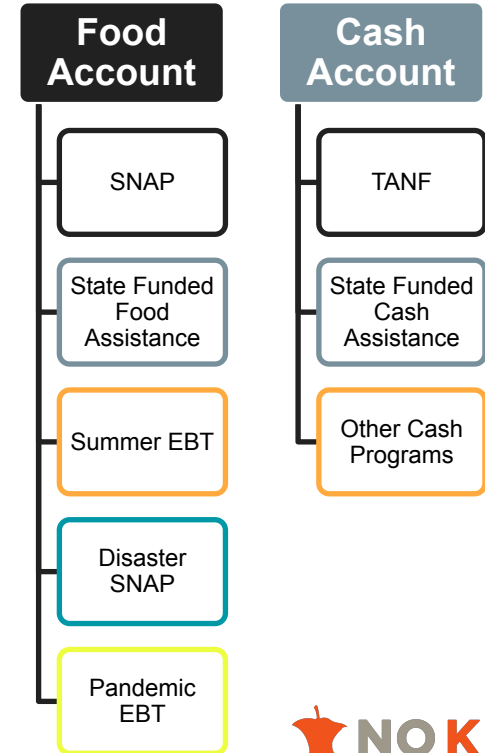 Food
Account
SNAP
State Funded
Food
Assistance
Summer EBT
Disaster
SNAP
Pandemic
EBT
Cash
Account
TANF
State Funded
Cash
Assistance
Other Cash
Programs
NO K